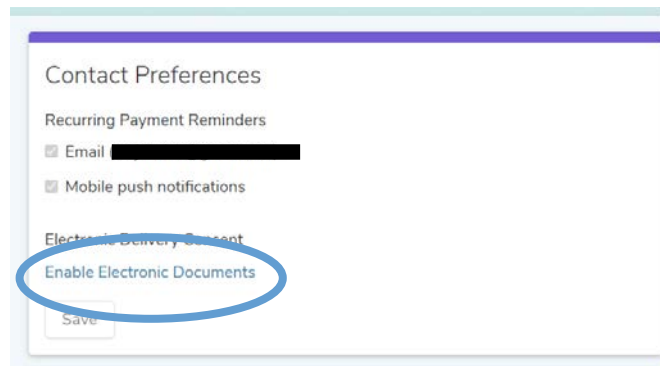 Contact Preferences
Recurring Payment Reminders
Email (
Mobile push notifications
Electronic Delivery Consent
Enable Electronic Documents
Save